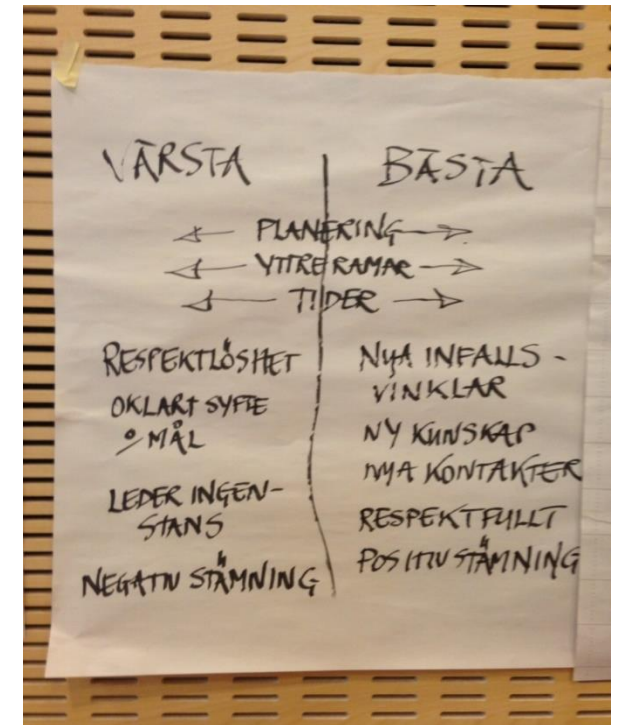 VÄRSTA
BÄSTA
← PLANERING →
← YTTRE RAMAR →
← TIDER →
RESPEKTLÖSHET
OKLART SYFTE
o MÅL
LEDER INGEN-
STANS
NEGATIV STÄMNING
NYA INFALLS-
VINKLAR
NY KUNSKAP
NYA KONTAKTER
RESPEKTFULLT
POSITIV STÄMNING